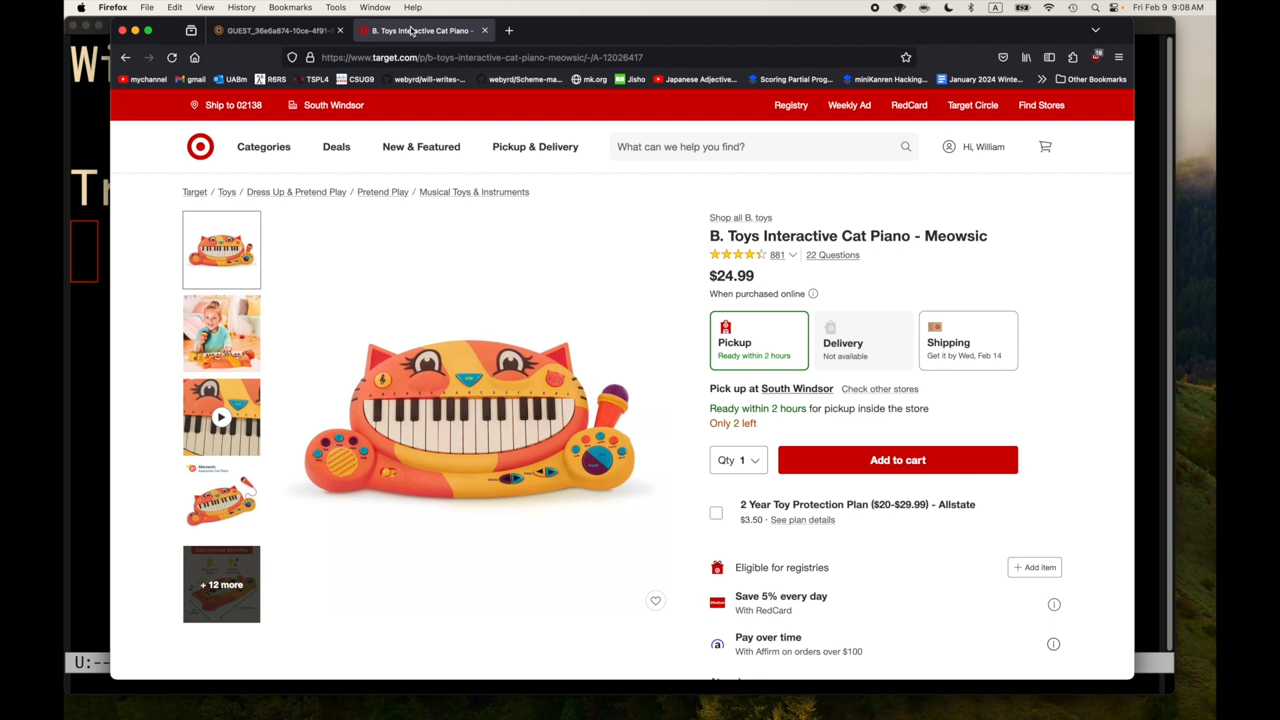 Firefox File Edit View History Bookmarks Tools Window Help
A Fri Feb 9 9:08 AM
GUEST_36e6a874-10ce-4f91-
B. Toys Interactive Cat Piano -
https://www.target.com/p/b-toys-interactive-cat-piano-meowsic/-/A-12026417
mychannel gmail UABm R6RS TSPL4 CSUG9 webyrd/will-writes-... webyrd/Scheme-ma... mk.org Jisho Japanese Adjective... Scoring Partial Prog... miniKanren Hacking... January 2024 Winte... Other Bookmarks
Ship to 02138 South Windsor Registry Weekly Ad RedCard Target Circle Find Stores
Categories Deals New & Featured Pickup & Delivery What can we help you find? Hi, William
Target / Toys / Dress Up & Pretend Play / Pretend Play / Musical Toys & Instruments
Shop all B. toys
B. Toys Interactive Cat Piano - Meowsic
881 22 Questions
$24.99
When purchased online
Pickup
Ready within 2 hours
Delivery
Not available
Shipping
Get it by Wed, Feb 14
Pick up at South Windsor Check other stores
Ready within 2 hours for pickup inside the store
Only 2 left
Qty 1 Add to cart
2 Year Toy Protection Plan ($20-$29.99) - Allstate
$3.50 · See plan details
+ 12 more
Eligible for registries
Add item
Save 5% every day
With RedCard
Pay over time
With Affirm on orders over $100
U:--